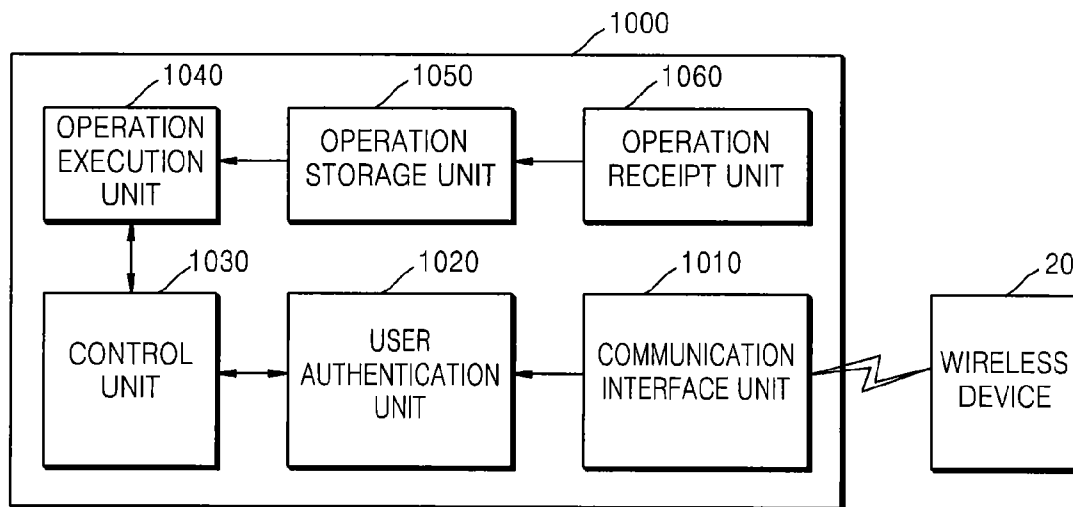 1000
1040
1050
1060
OPERATION
EXECUTION
UNIT
OPERATION
STORAGE UNIT
OPERATION
RECEIPT UNIT
1030
1020
1010
20
CONTROL
UNIT
USER
AUTHENTICATION
UNIT
COMMUNICATION
INTERFACE UNIT
WIRELESS
DEVICE